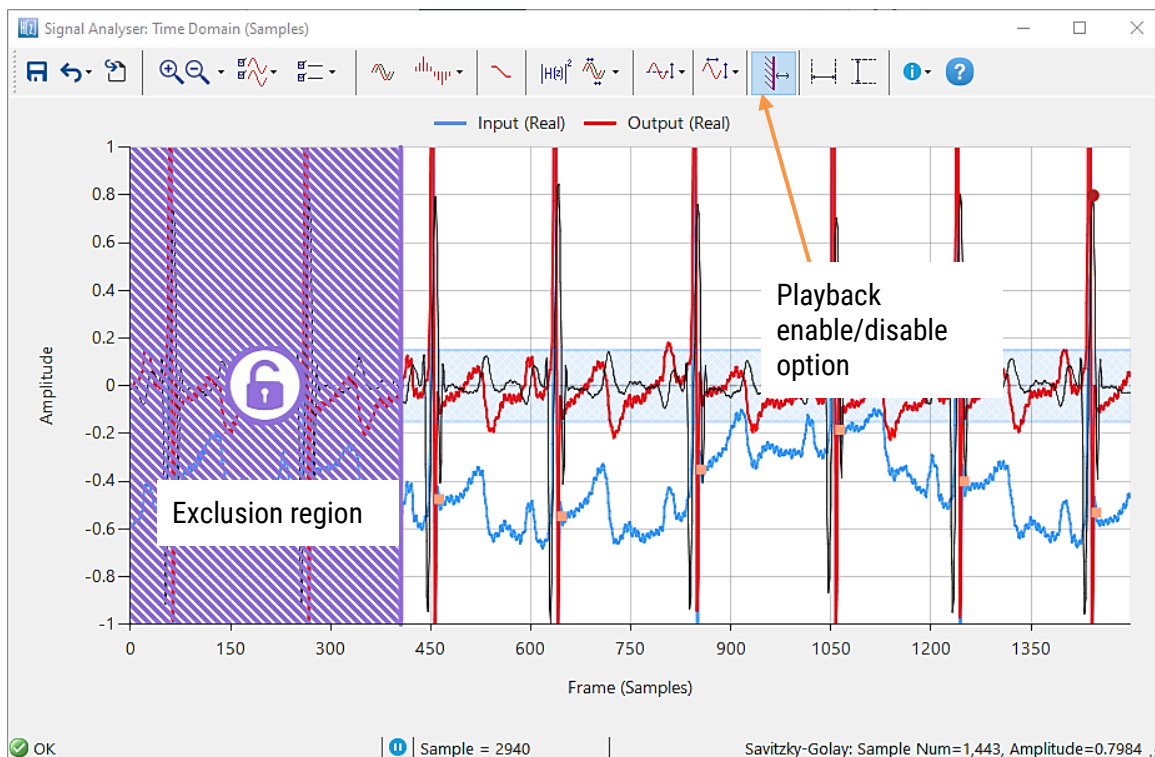 H(z) Signal Analyser: Time Domain (Samples)
|H(z)|²
Input (Real) Output (Real)
1
0.8
0.6
0.4
0.2
0
-0.2
-0.4
-0.6
-0.8
-1
Amplitude
Playback
enable/disable
option
Exclusion region
0 150 300 450 600 750 900 1050 1200 1350
Frame (Samples)
OK Sample = 2940 Savitzky-Golay: Sample Num=1,443, Amplitude=0.7984